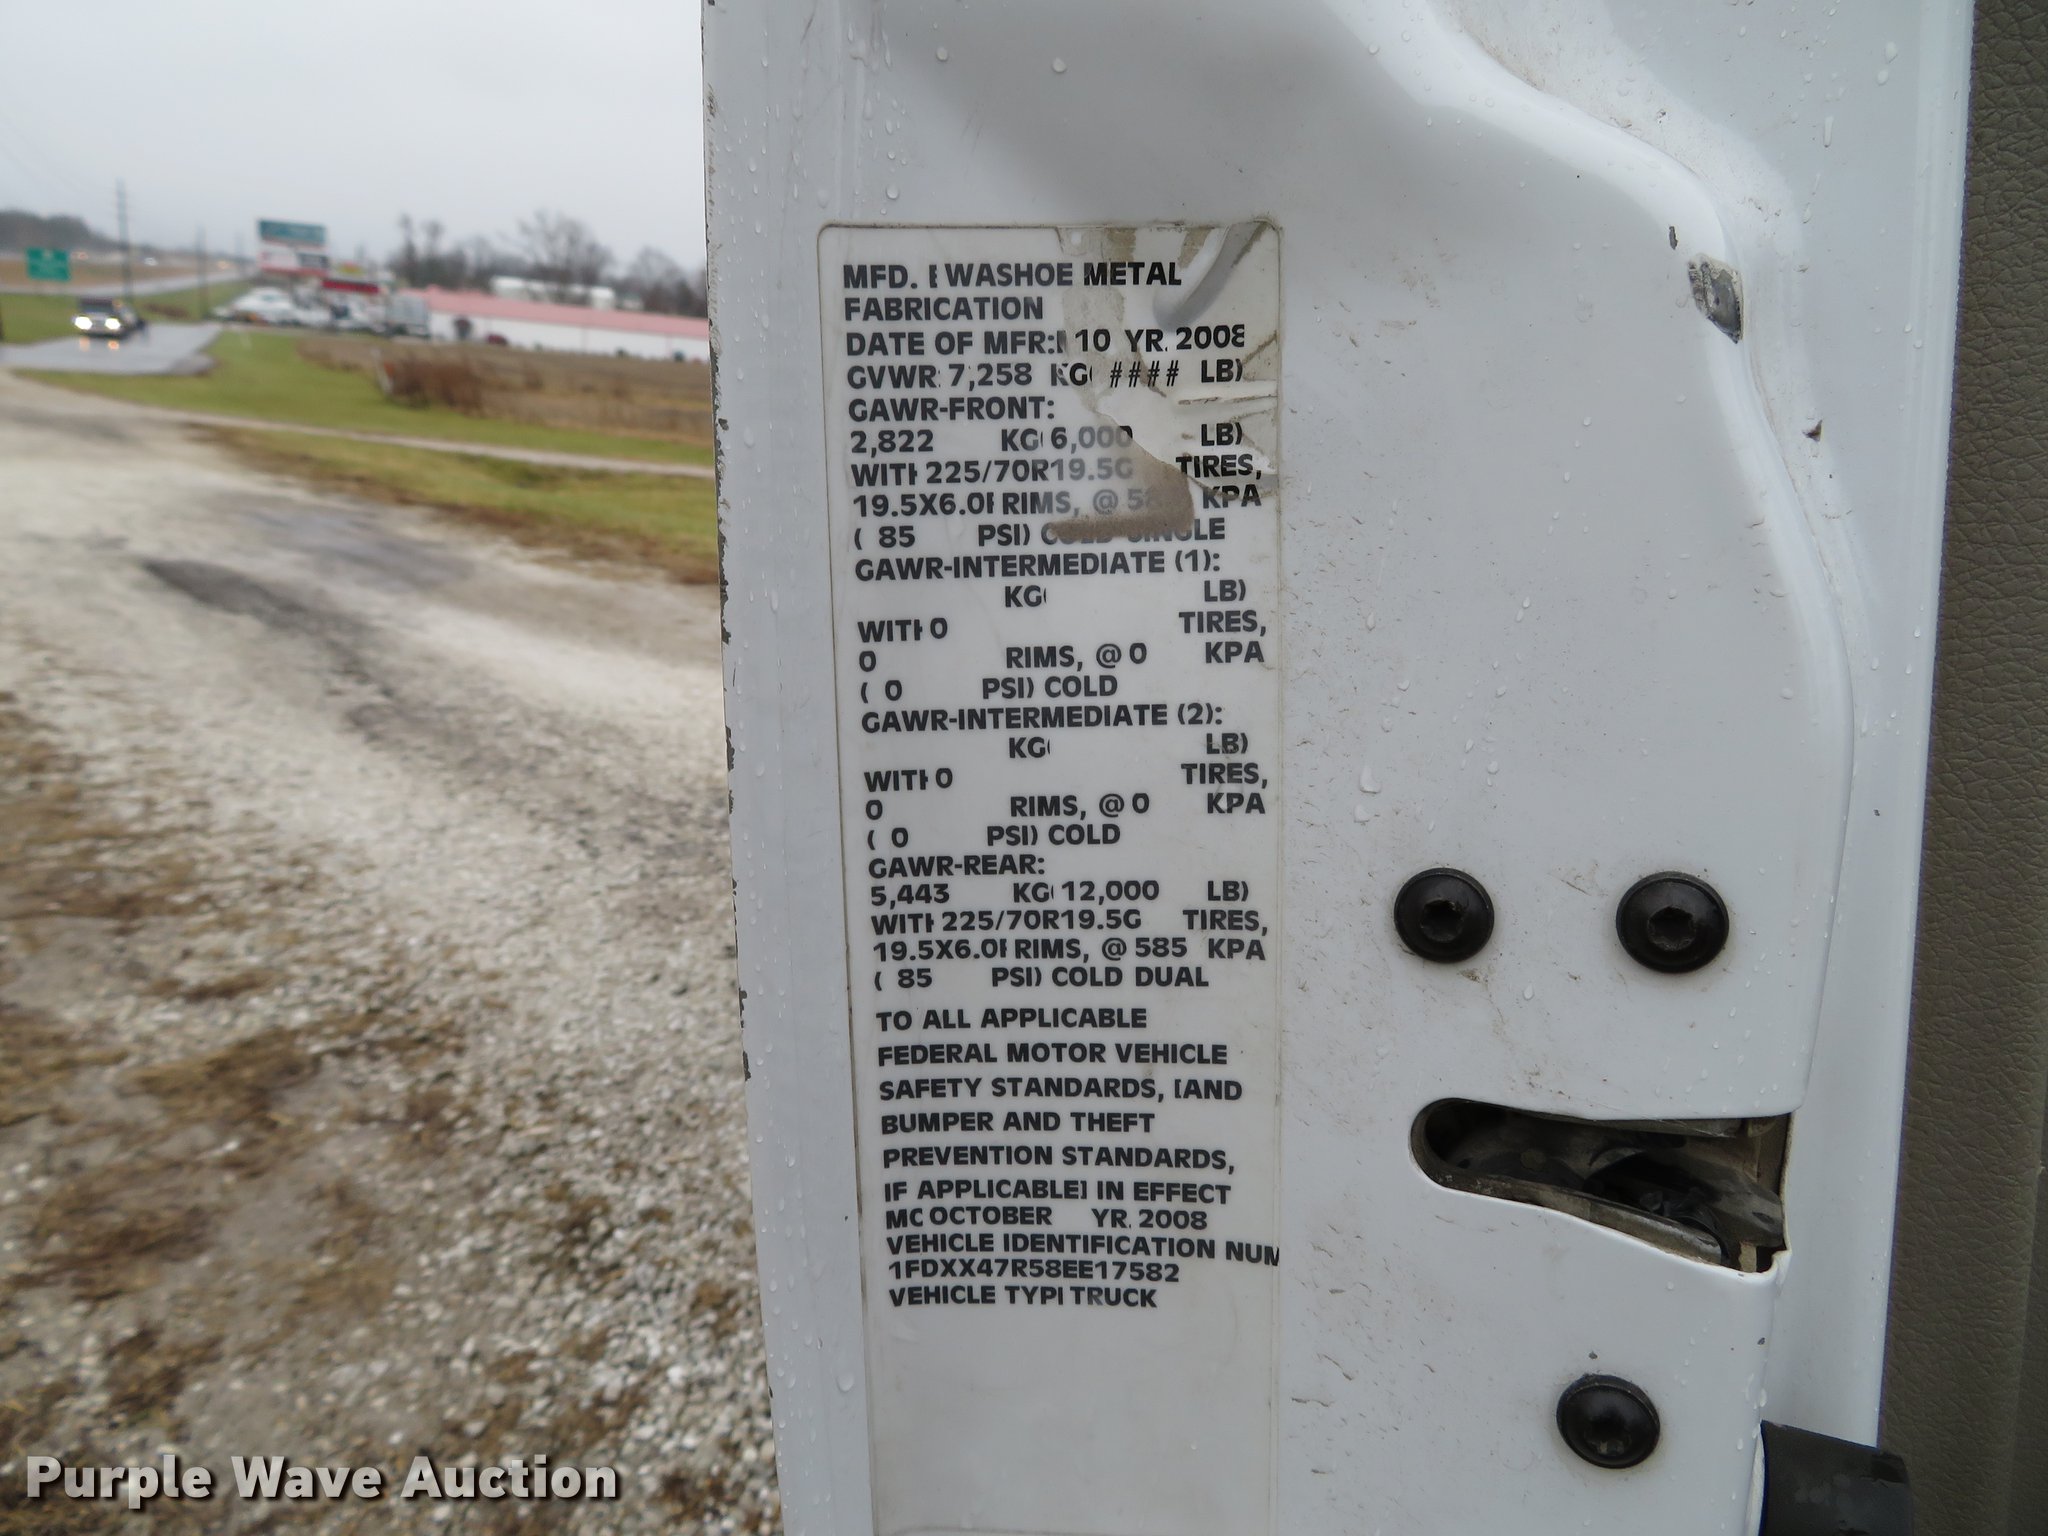 MFD. E WASHOE METAL
FABRICATION
DATE OF MFR: 10 YR. 2008
GVWR: 7,258 KG( #### LB)
GAWR-FRONT:
2,822 KG( 6,000 LB)
WITH 225/70R19.5G TIRES,
19.5X6.0 RIMS, @ 58 KPA
( 85 PSI) COLD SINGLE
GAWR-INTERMEDIATE (1):
KG( LB)
WITH 0 TIRES,
0 RIMS, @ 0 KPA
( 0 PSI) COLD
GAWR-INTERMEDIATE (2):
KG( LB)
WITH 0 TIRES,
0 RIMS, @ 0 KPA
( 0 PSI) COLD
GAWR-REAR:
5,443 KG( 12,000 LB)
WITH 225/70R19.5G TIRES,
19.5X6.0 RIMS, @ 585 KPA
( 85 PSI) COLD DUAL
TO ALL APPLICABLE
FEDERAL MOTOR VEHICLE
SAFETY STANDARDS, [AND
BUMPER AND THEFT
PREVENTION STANDARDS,
IF APPLICABLE] IN EFFECT
MO OCTOBER YR. 2008
VEHICLE IDENTIFICATION NUM
1FDXX47R58EE17582
VEHICLE TYPE TRUCK
Purple Wave Auction